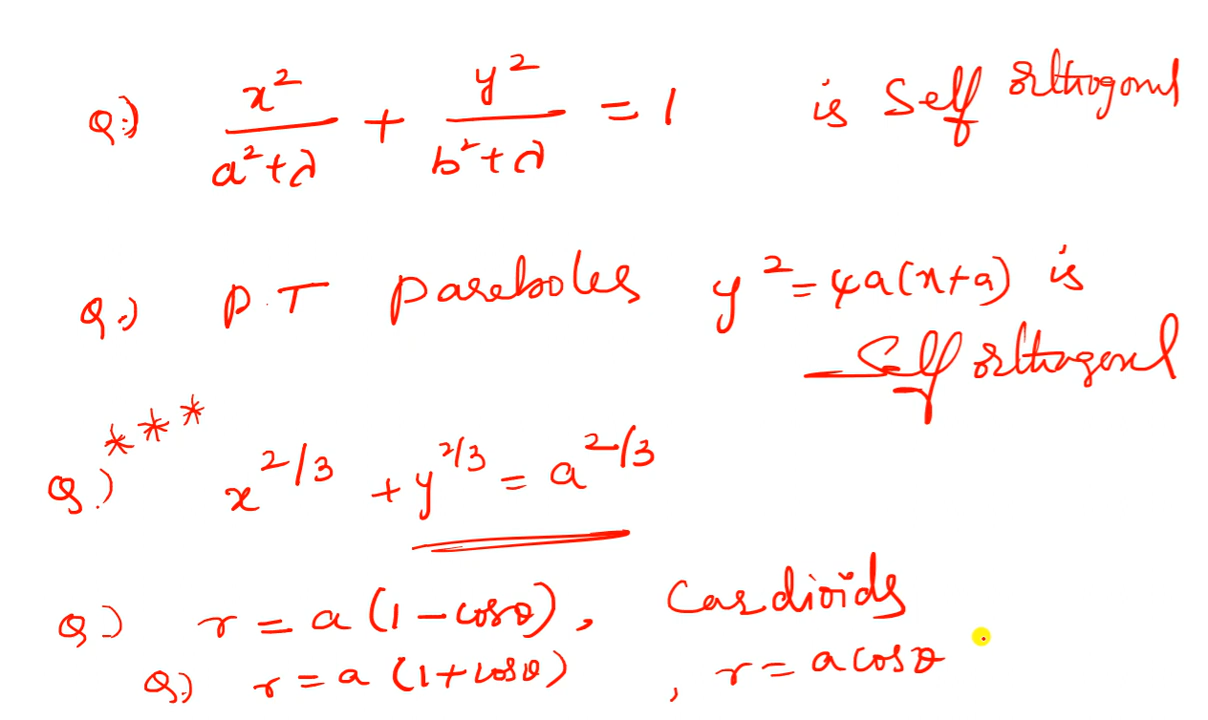 Q:) x²/(a²+λ) + y²/(b²+λ) = 1 is Self orthogonal
Q.) P.T paraboles y² = 4a(x+a) is
Self orthogonal
***
Q.) x^2/3 + y^2/3 = a^2/3
Q) r = a (1 - cosθ), Cardioids
Q.) r = a (1 + cosθ) , r = a cosθ